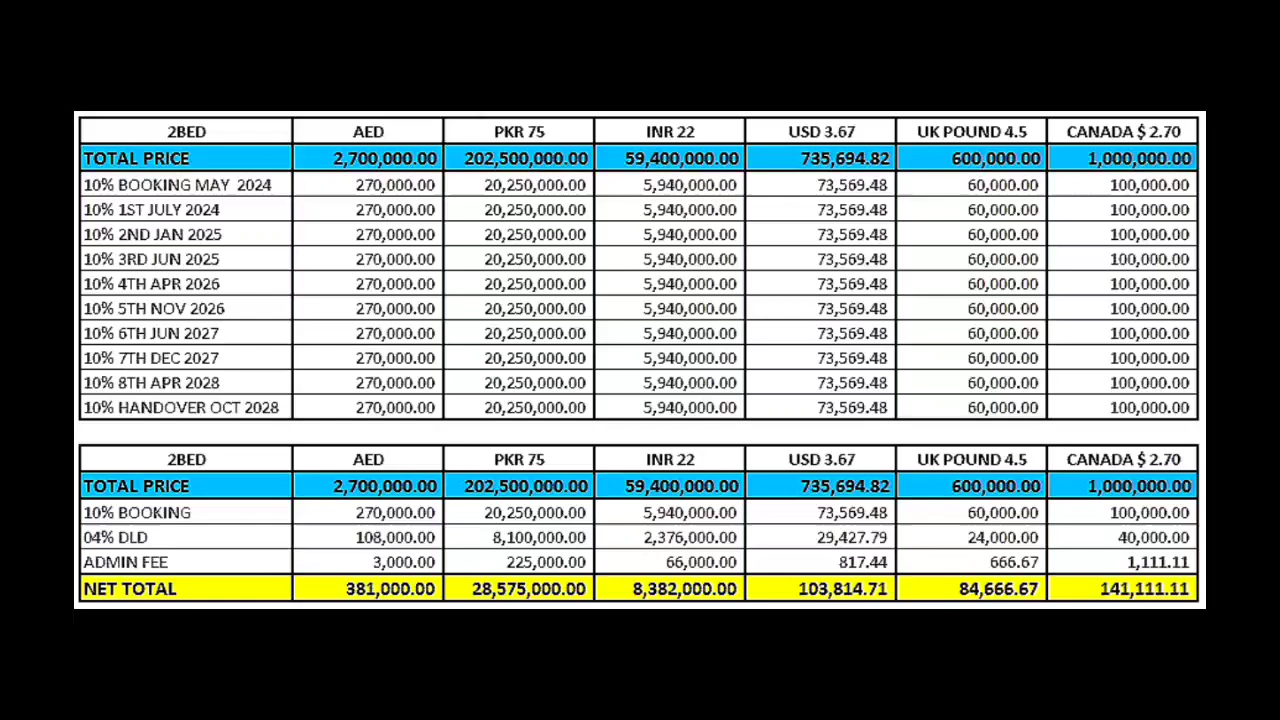 2BED AED PKR 75 INR 22 USD 3.67 UK POUND 4.5 CANADA $ 2.70
TOTAL PRICE 2,700,000.00 202,500,000.00 59,400,000.00 735,694.82 600,000.00 1,000,000.00
10% BOOKING MAY 2024 270,000.00 20,250,000.00 5,940,000.00 73,569.48 60,000.00 100,000.00
10% 1ST JULY 2024 270,000.00 20,250,000.00 5,940,000.00 73,569.48 60,000.00 100,000.00
10% 2ND JAN 2025 270,000.00 20,250,000.00 5,940,000.00 73,569.48 60,000.00 100,000.00
10% 3RD JUN 2025 270,000.00 20,250,000.00 5,940,000.00 73,569.48 60,000.00 100,000.00
10% 4TH APR 2026 270,000.00 20,250,000.00 5,940,000.00 73,569.48 60,000.00 100,000.00
10% 5TH NOV 2026 270,000.00 20,250,000.00 5,940,000.00 73,569.48 60,000.00 100,000.00
10% 6TH JUN 2027 270,000.00 20,250,000.00 5,940,000.00 73,569.48 60,000.00 100,000.00
10% 7TH DEC 2027 270,000.00 20,250,000.00 5,940,000.00 73,569.48 60,000.00 100,000.00
10% 8TH APR 2028 270,000.00 20,250,000.00 5,940,000.00 73,569.48 60,000.00 100,000.00
10% HANDOVER OCT 2028 270,000.00 20,250,000.00 5,940,000.00 73,569.48 60,000.00 100,000.00
2BED AED PKR 75 INR 22 USD 3.67 UK POUND 4.5 CANADA $ 2.70
TOTAL PRICE 2,700,000.00 202,500,000.00 59,400,000.00 735,694.82 600,000.00 1,000,000.00
10% BOOKING 270,000.00 20,250,000.00 5,940,000.00 73,569.48 60,000.00 100,000.00
04% DLD 108,000.00 8,100,000.00 2,376,000.00 29,427.79 24,000.00 40,000.00
ADMIN FEE 3,000.00 225,000.00 66,000.00 817.44 666.67 1,111.11
NET TOTAL 381,000.00 28,575,000.00 8,382,000.00 103,814.71 84,666.67 141,111.11